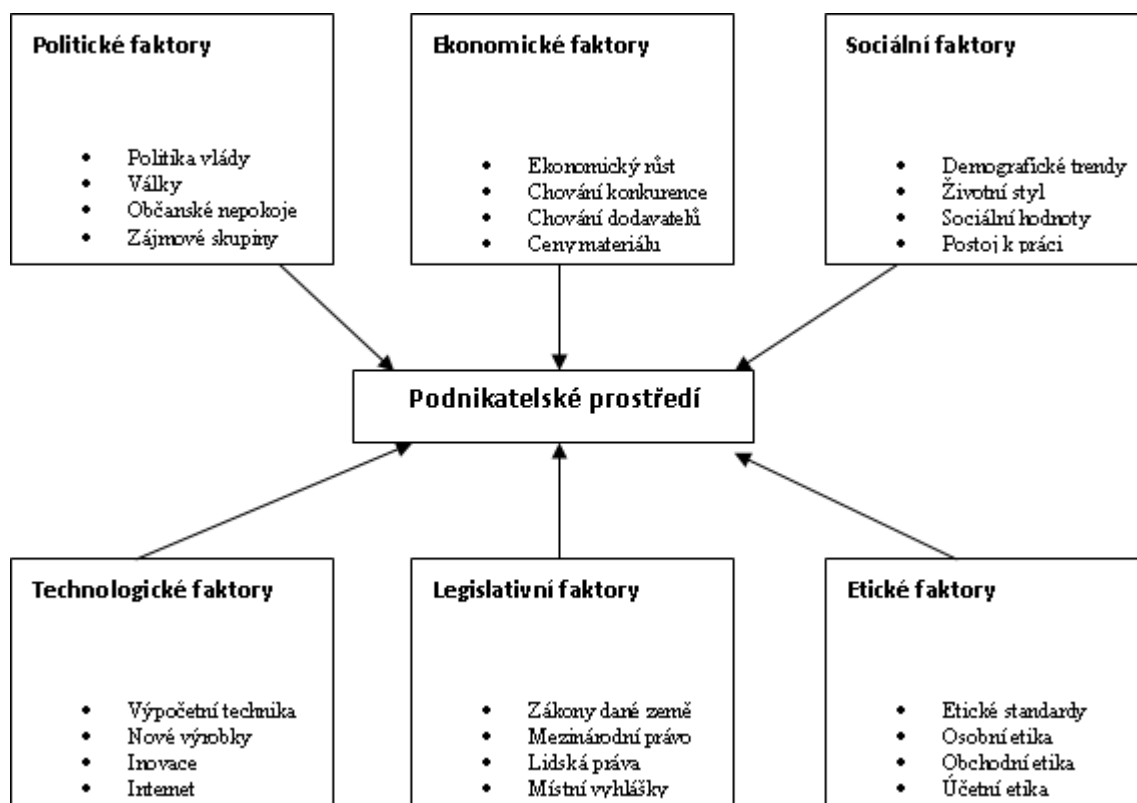 Politické faktory
• Politika vlády
• Války
• Občanské nepokoje
• Zájmové skupiny
Ekonomické faktory
• Ekonomický růst
• Chování konkurence
• Chování dodavatelů
• Ceny materiálu
Sociální faktory
• Demografické trendy
• Životní styl
• Sociální hodnoty
• Postoj k práci
Podnikatelské prostředí
Technologické faktory
• Výpočetní technika
• Nové výrobky
• Inovace
• Internet
Legislativní faktory
• Zákony dané země
• Mezinárodní právo
• Lidská práva
• Místní vyhlášky
Etické faktory
• Etické standardy
• Osobní etika
• Obchodní etika
• Účetní etika